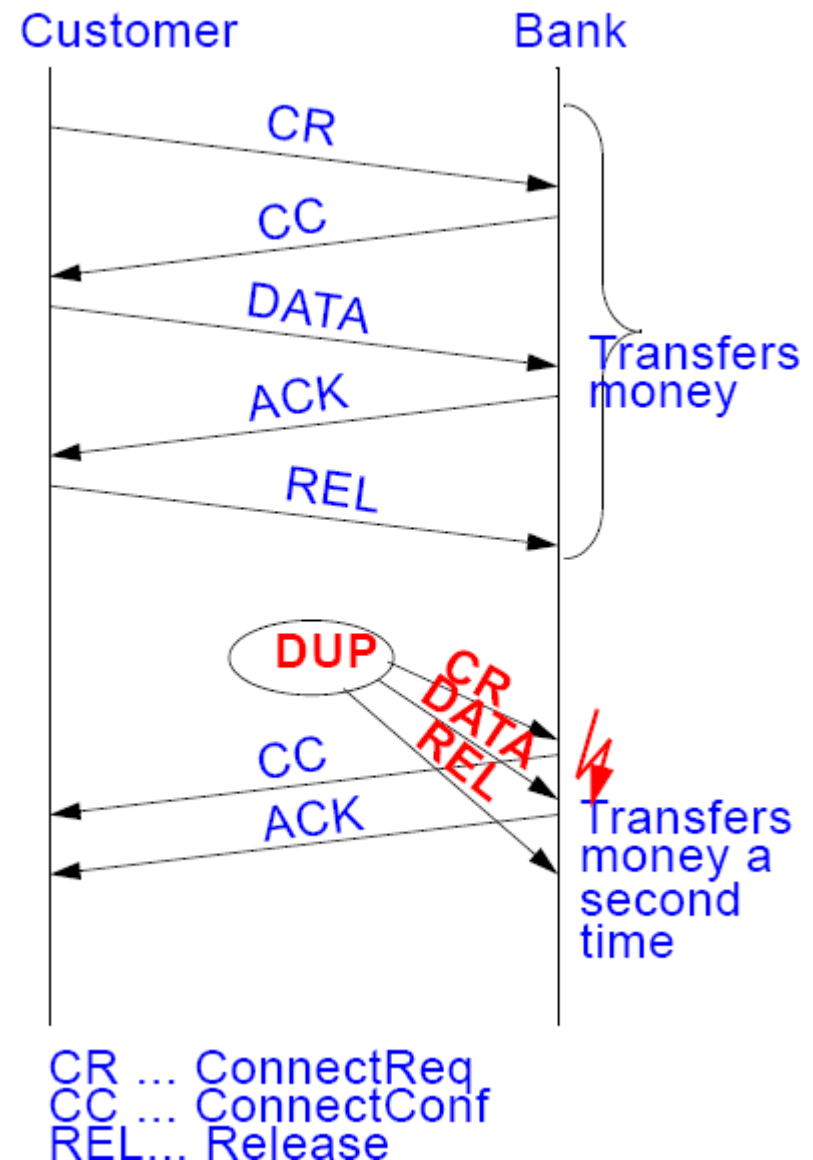 Customer
Bank
CR
CC
DATA
Transfers
money
ACK
REL
DUP
CR
DATA
REL
CC
ACK
Transfers
money a
second
time
CR ... ConnectReq
CC ... ConnectConf
REL... Release